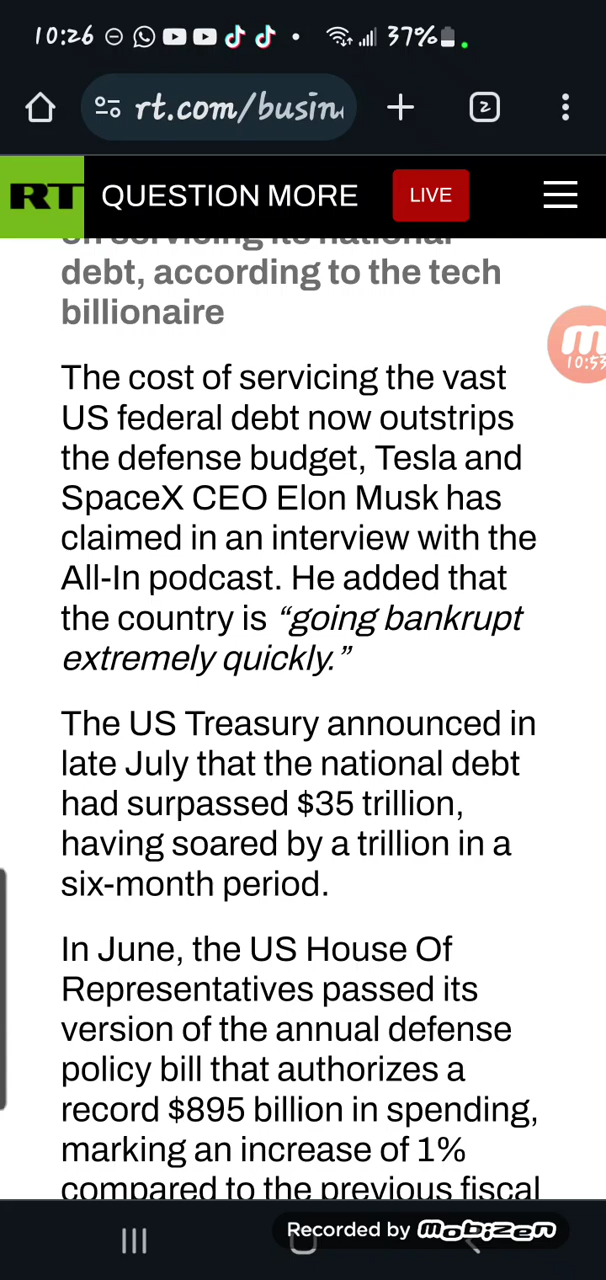 10:26 37%
rt.com/busin
2
RT QUESTION MORE LIVE
on servicing its national
debt, according to the tech
billionaire
10:53
The cost of servicing the vast
US federal debt now outstrips
the defense budget, Tesla and
SpaceX CEO Elon Musk has
claimed in an interview with the
All-In podcast. He added that
the country is “going bankrupt
extremely quickly.”
The US Treasury announced in
late July that the national debt
had surpassed $35 trillion,
having soared by a trillion in a
six-month period.
In June, the US House Of
Representatives passed its
version of the annual defense
policy bill that authorizes a
record $895 billion in spending,
marking an increase of 1%
compared to the previous fiscal
Recorded by mobizen